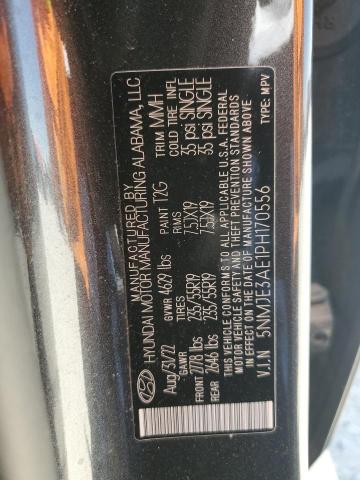 MANUFACTURED BY
HYUNDAI MOTOR MANUFACTURING ALABAMA, LLC
Aug/31/22 GVWR 4628 lbs PAINT T2G TRIM MMH
GAWR TIRES RIMS COLD TIRE INFL
FRONT 2778 lbs 235/55R19 7.5JX19 35 psi SINGLE
REAR 2646 lbs 235/55R19 7.5JX19 35 psi SINGLE
THIS VEHICLE CONFORMS TO ALL APPLICABLE U.S.A. FEDERAL
MOTOR VEHICLE SAFETY AND THEFT PREVENTION STANDARDS
IN EFFECT ON THE DATE OF MANUFACTURE SHOWN ABOVE.
V.I.N 5NMJE3AE1PH170556 TYPE: MPV